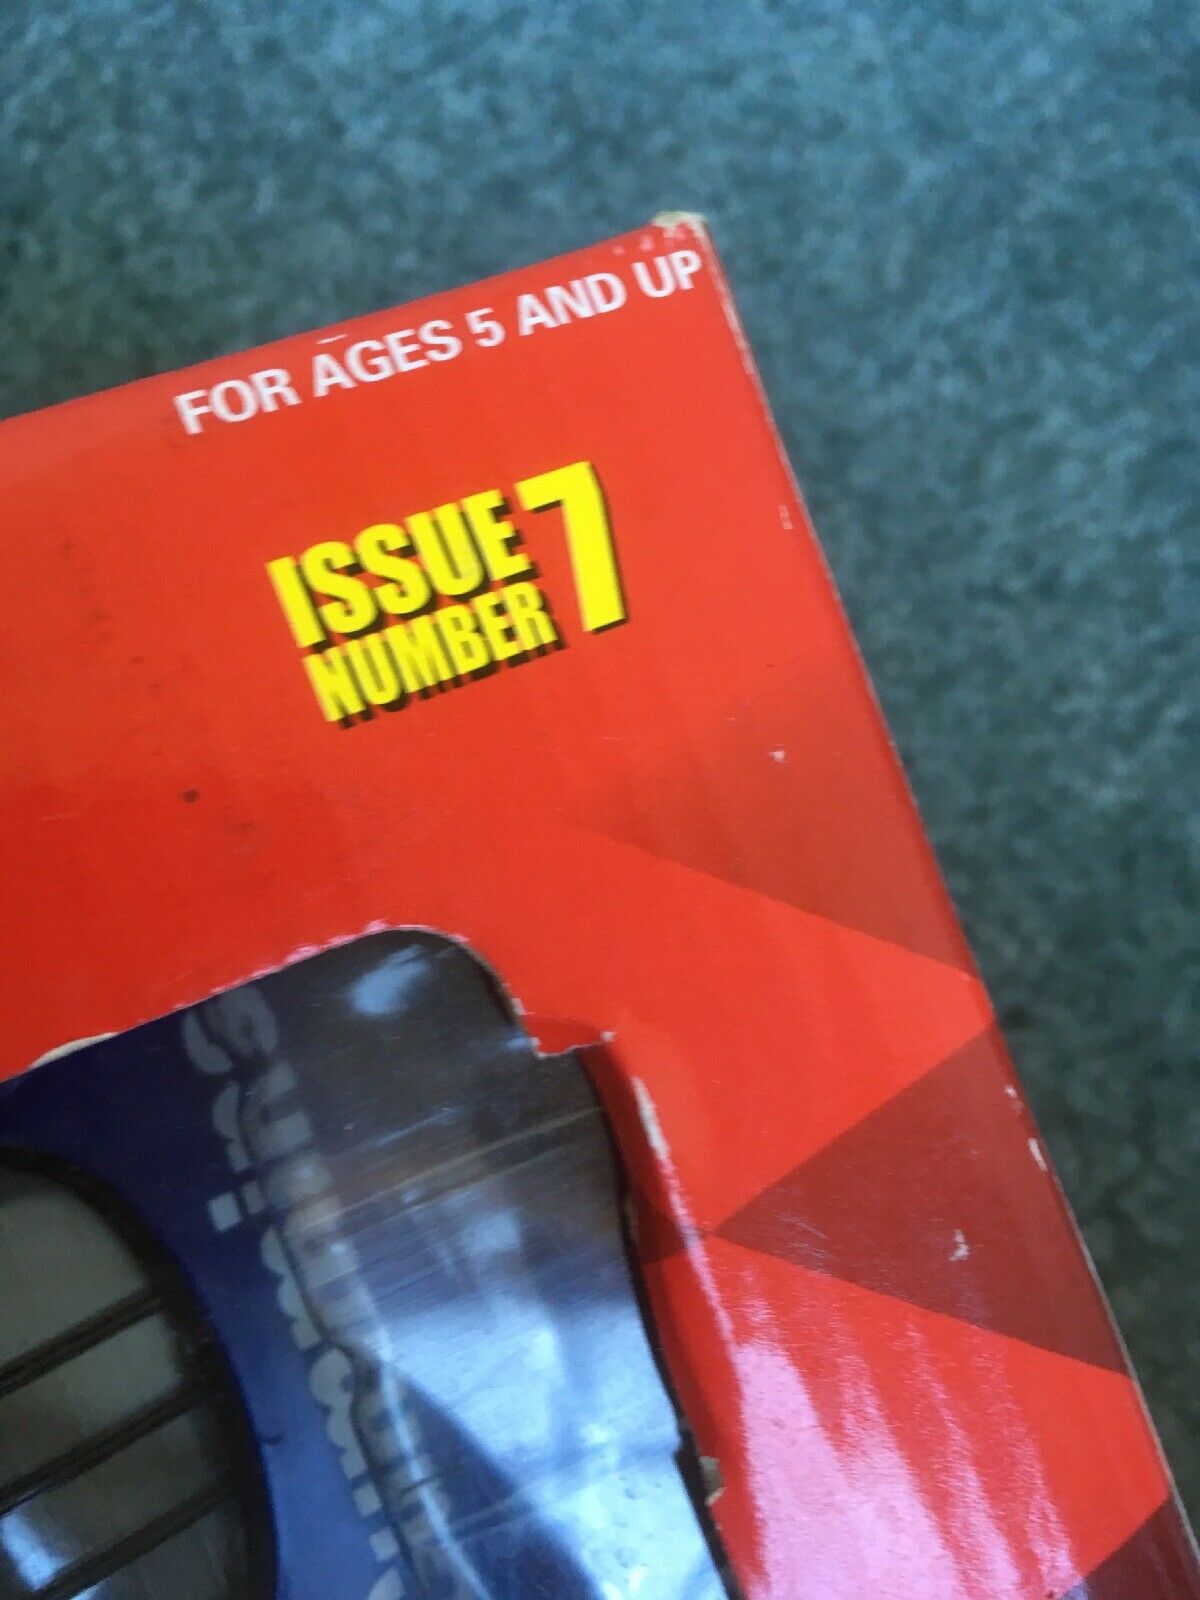 FOR AGES 5 AND UP
ISSUE
NUMBER 7